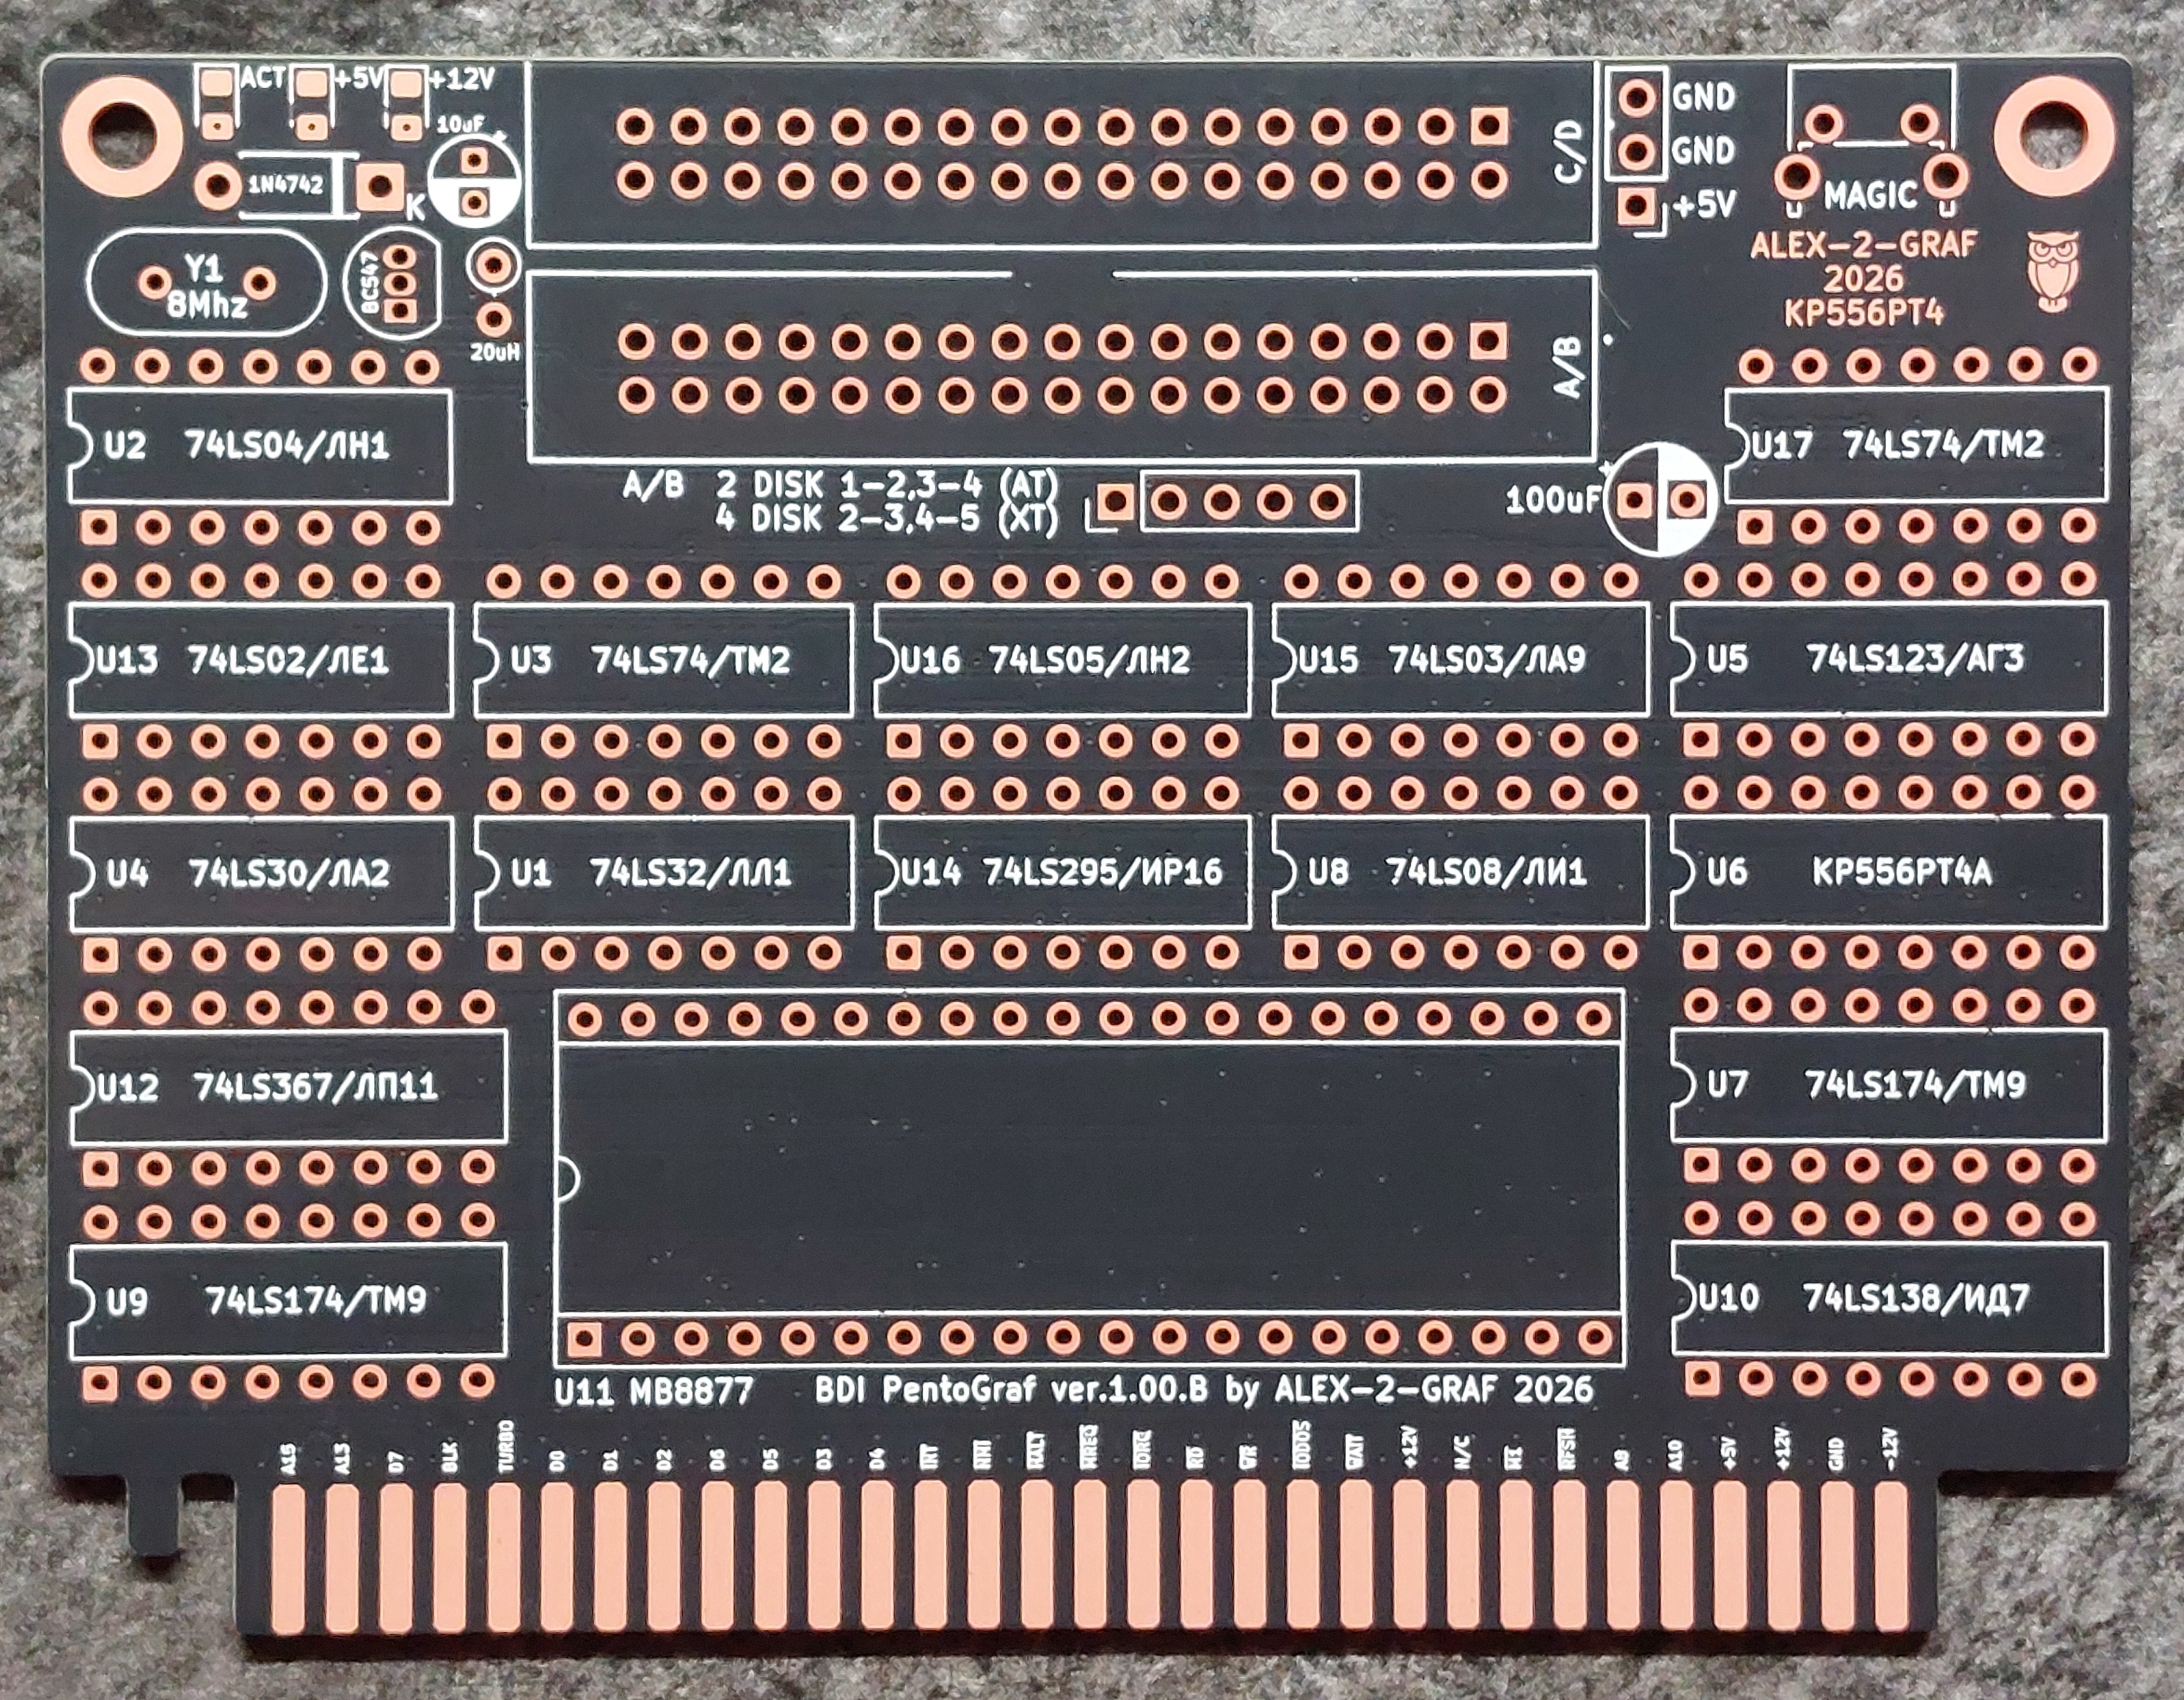 ACT +5V +12V
10uF
1N4742
K
Y1
8Mhz
BC547
20uH
C/D
GND
GND
+5V
MAGIC
ALEX-2-GRAF
2026
KP556PT4
A/B
U2 74LS04/ЛН1
U17 74LS74/ТМ2
A/B 2 DISK 1-2,3-4 (AT)
4 DISK 2-3,4-5 (XT)
100uF
U13 74LS02/ЛЕ1
U3 74LS74/ТМ2
U16 74LS05/ЛН2
U15 74LS03/ЛА9
U5 74LS123/АГ3
U4 74LS30/ЛА2
U1 74LS32/ЛЛ1
U14 74LS295/ИР16
U8 74LS08/ЛИ1
U6 КР556РТ4А
U12 74LS367/ЛП11
U7 74LS174/ТМ9
U9 74LS174/ТМ9
U10 74LS138/ИД7
U11 MB8877 BDI PentoGraf ver.1.00.B by ALEX-2-GRAF 2026
A15 A13 D7 BLK TURBO D0 D1 D2 D6 D5 D3 D4 INT NMI HALT MREQ IORQ RD WR IODOS WAIT +12V N/C M1 RFSH A8 A10 +5V +12V GND -12V